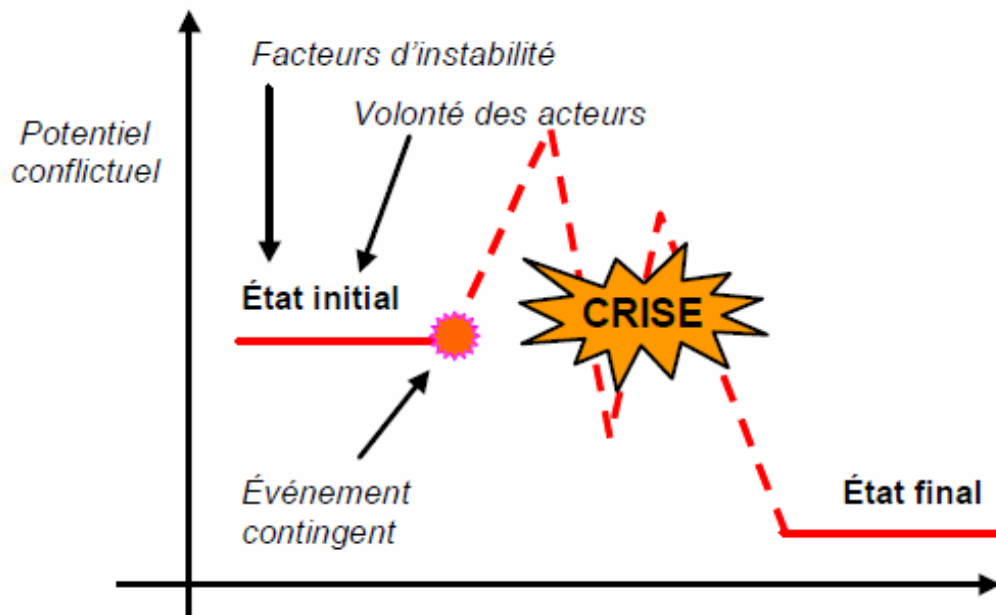 Facteurs d'instabilité
Volonté des acteurs
Potentiel
conflictuel
État initial
CRISE
Événement
contingent
État final